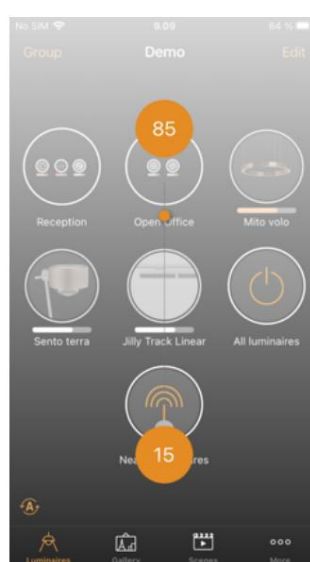 No SIM 9.09 84 %
Group Demo Edit
85
Reception Open Office Mito volo
Sento terra Jilly Track Linear All luminaires
15
A
Luminaires Gallery Scenes More